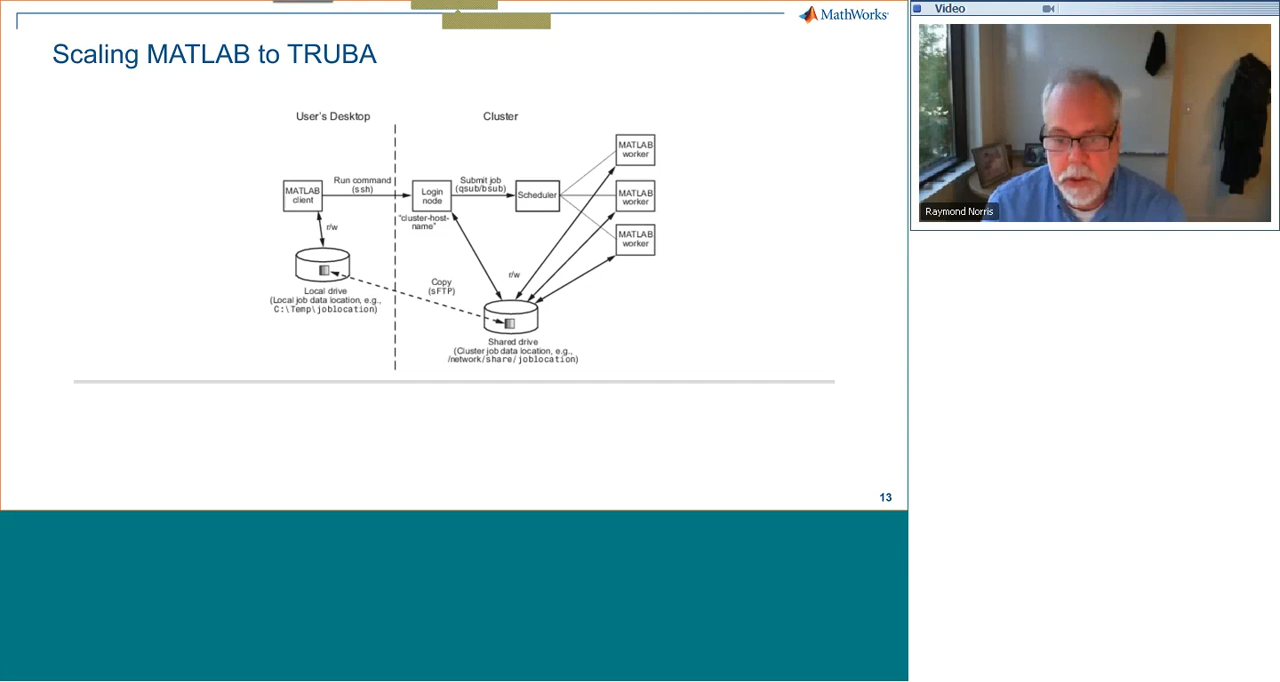 MathWorks®
Scaling MATLAB to TRUBA
User's Desktop
Cluster
MATLAB
client
Run command
(ssh)
Login
node
"cluster-host-
name"
Submit job
(qsub/bsub)
Scheduler
MATLAB
worker
MATLAB
worker
MATLAB
worker
r/w
r/w
Copy
(sFTP)
Local drive
(Local job data location, e.g.,
C:\Temp\joblocation)
Shared drive
(Cluster job data location, e.g.,
/network/share/joblocation)
13
Video
Raymond Norris